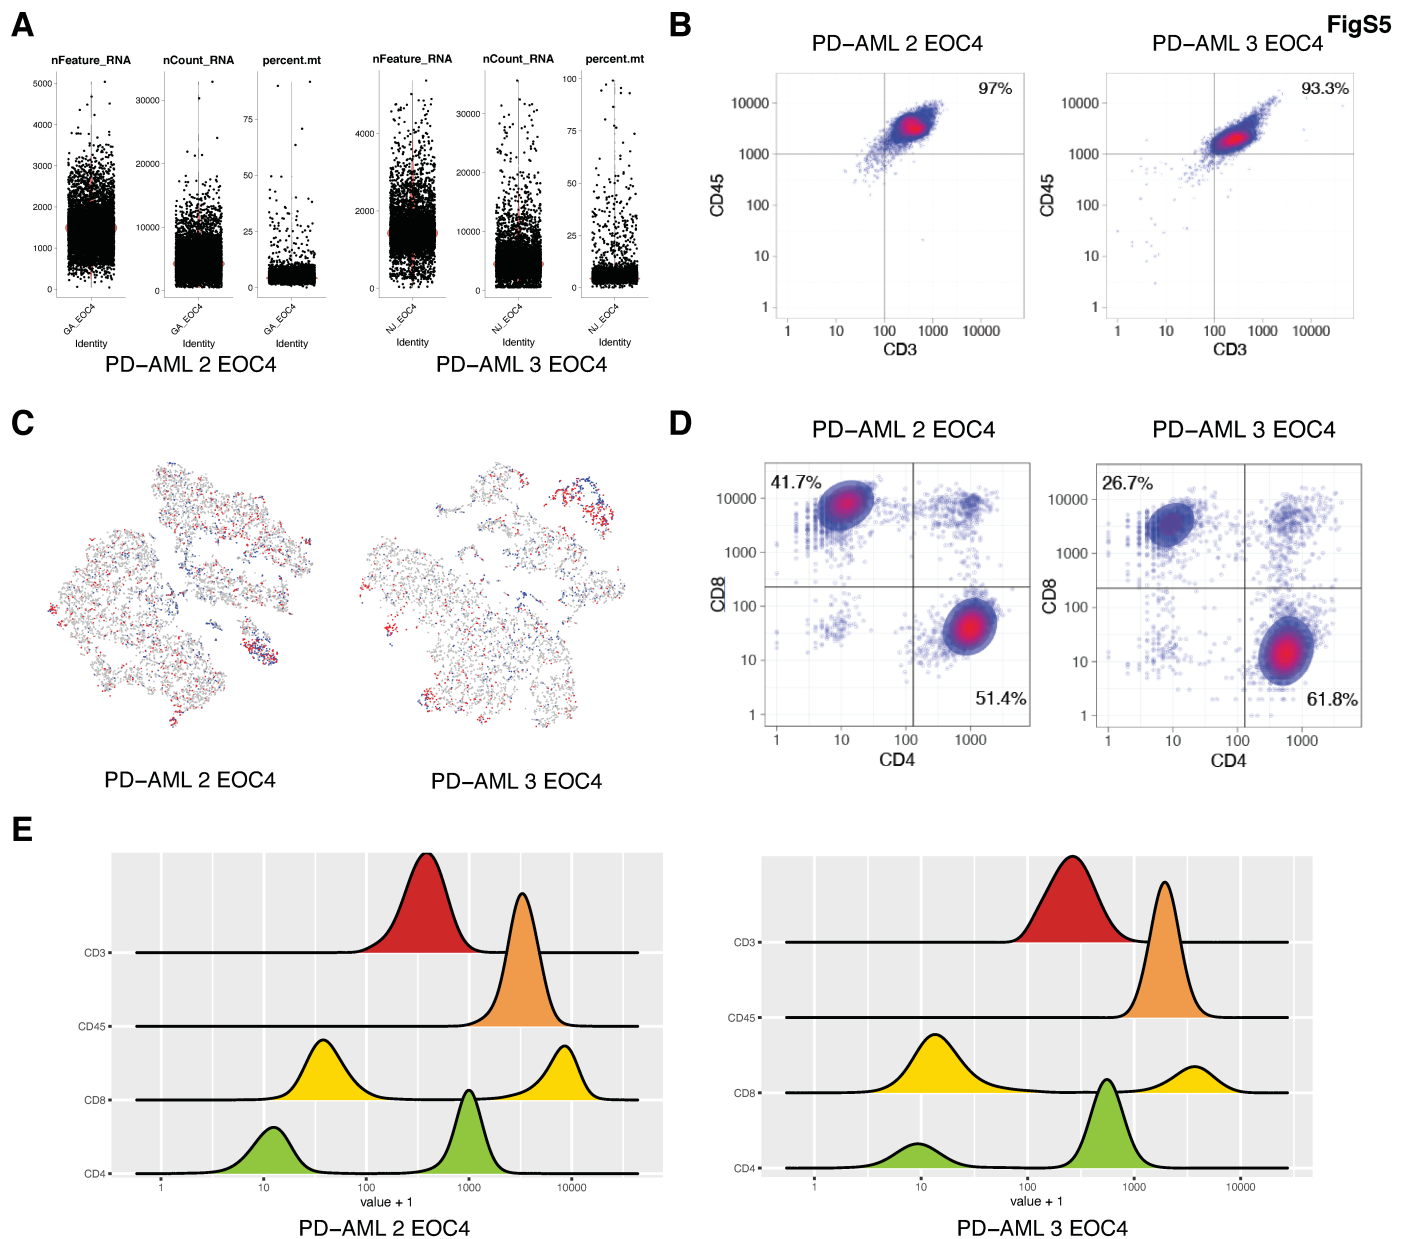 FigS5
A
nFeature_RNA nCount_RNA percent.mt nFeature_RNA nCount_RNA percent.mt
5000 4000 3000 2000 1000 0
30000 20000 10000 0
75 50 25 0
4000 2000 0
30000 20000 10000 0
100 75 50 25 0
GA_EOC4 GA_EOC4 GA_EOC4 NJ_EOC4 NJ_EOC4 NJ_EOC4
Identity Identity Identity Identity Identity Identity
PD−AML 2 EOC4 PD−AML 3 EOC4
B
PD−AML 2 EOC4 PD−AML 3 EOC4
97%
CD45
10000 1000 100 10 1
1 10 100 1000 10000
CD3
93.3%
CD45
10000 1000 100 10 1
1 10 100 1000 10000
CD3
C
PD−AML 2 EOC4 PD−AML 3 EOC4
D
PD−AML 2 EOC4 PD−AML 3 EOC4
41.7%
51.4%
CD8
10000 1000 100 10 1
1 10 100 1000
CD4
26.7%
61.8%
CD8
10000 1000 100 10 1
1 10 100 1000
CD4
E
CD3
CD45
CD8
CD4
1 10 100 1000 10000
value + 1
PD−AML 2 EOC4
CD3
CD45
CD8
CD4
1 10 100 1000 10000
value + 1
PD−AML 3 EOC4